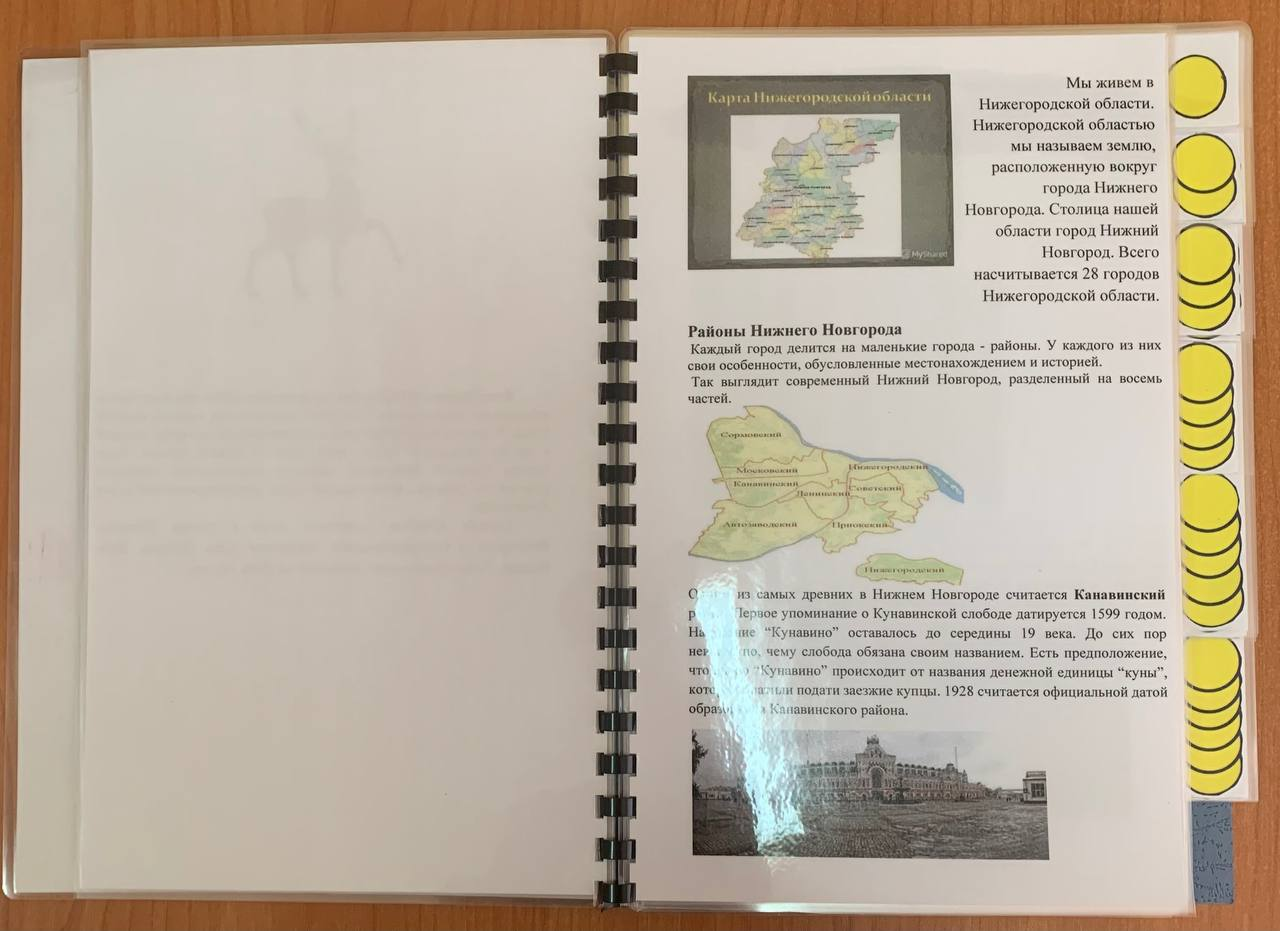 Карта Нижегородской области
MyShared
Мы живем в
Нижегородской области.
Нижегородской областью
мы называем землю,
расположенную вокруг
города Нижнего
Новгорода. Столица нашей
области город Нижний
Новгород. Всего
насчитывается 28 городов
Нижегородской области.
Районы Нижнего Новгорода
Каждый город делится на маленькие города - районы. У каждого из них
свои особенности, обусловленные местонахождением и историей.
Так выглядит современный Нижний Новгород, разделенный на восемь
частей.
Сормовский
Московский
Нижегородский
Канавинский
Ленинский
Советский
Автозаводский
Приокский
Нижегородский
из самых древних в Нижнем Новгороде считается Канавинский
Первое упоминание о Кунавинской слободе датируется 1599 годом.
“Кунавино” оставалось до середины 19 века. До сих пор
чему слобода обязана своим названием. Есть предположение,
“Кунавино” происходит от названия денежной единицы “куны”,
подати заезжие купцы. 1928 считается официальной датой
Канавинского района.